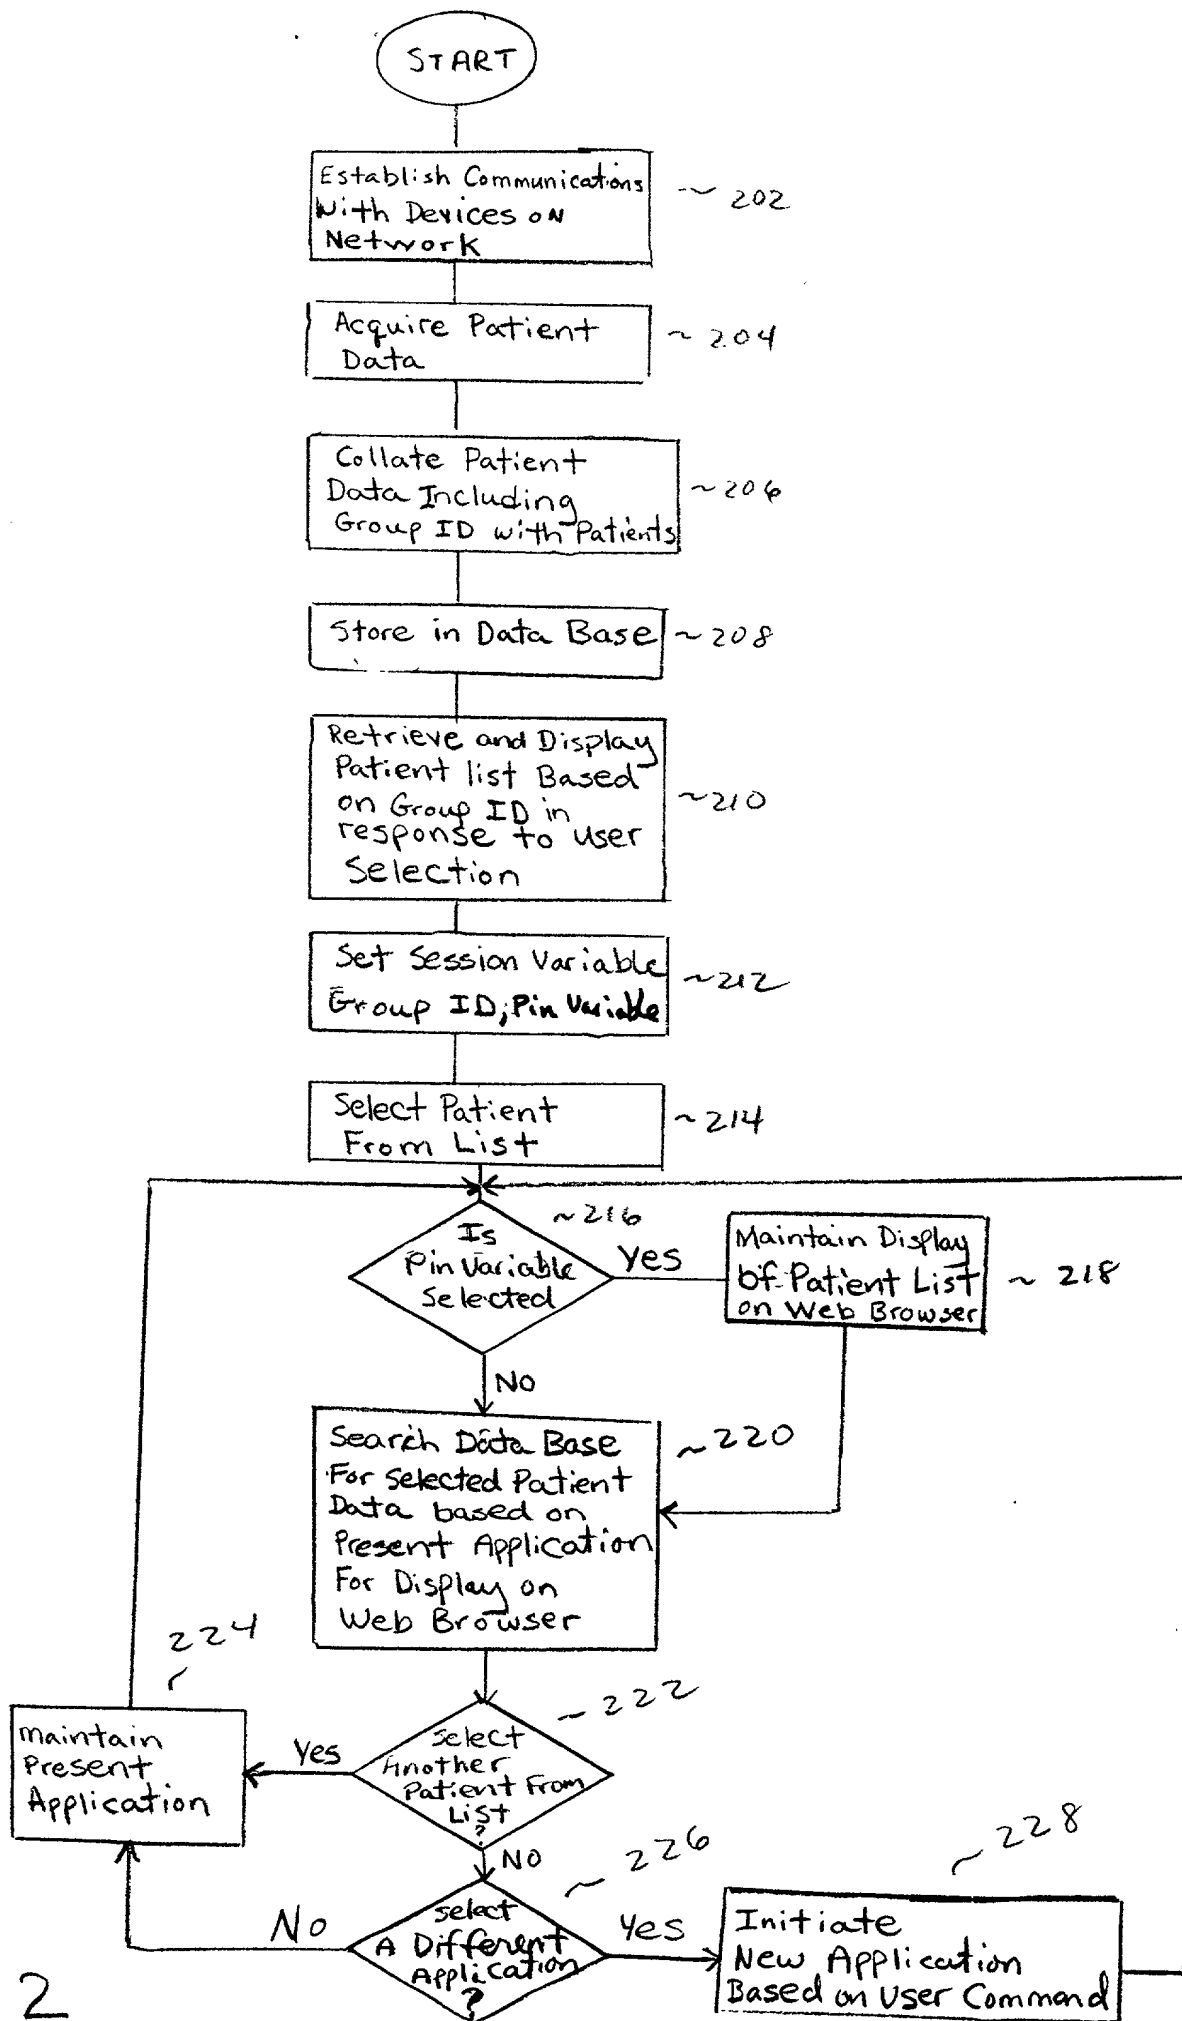 START
Establish Communications
With Devices on
Network
~ 202
Acquire Patient
Data
~ 204
Collate Patient
Data Including
Group ID with Patients
~ 206
Store in Data Base
~ 208
Retrieve and Display
Patient list Based
on Group ID in
response to user
Selection
~ 210
Set Session Variable
Group ID; Pin Variable
~ 212
Select Patient
From List
~ 214
~ 216
Is
Pin Variable
Selected
Yes
Maintain Display
of Patient List
on Web Browser
~ 218
No
Search Data Base
For Selected Patient
Data based on
Present Application
For Display on
Web Browser
~ 220
224
~
~ 222
Select
Another
Patient From
List
?
Yes
maintain
Present
Application
No
~ 226
Select
A Different
Application
?
No
Yes
~ 228
Initiate
New Application
Based on User Command
2